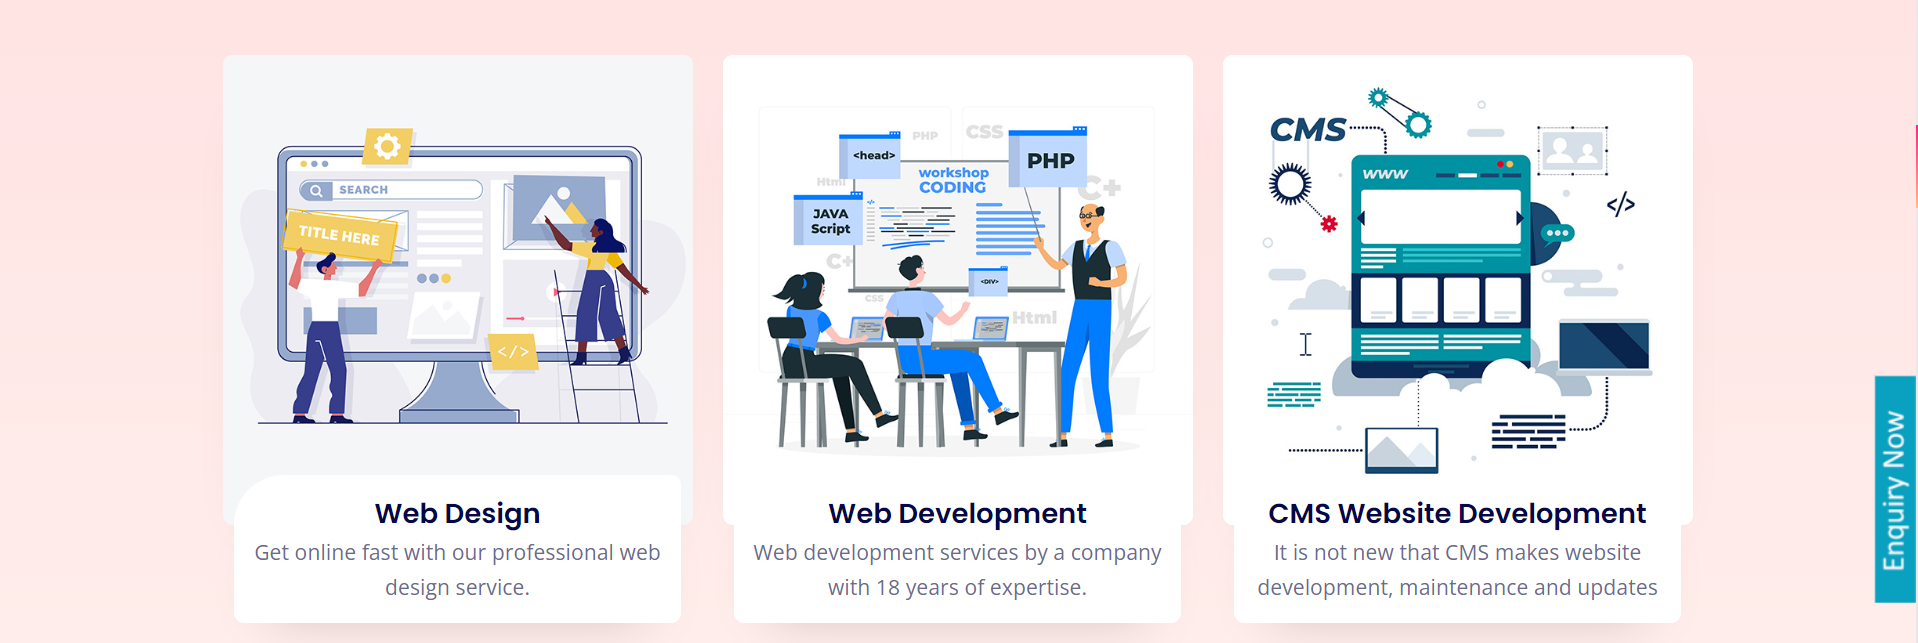 SEARCH
TITLE HERE
</>
Web Design
Get online fast with our professional web
design service.
PHP
CSS
<head>
PHP
workshop
CODING
Html
C+
JAVA
Script
</>
C+
<DIV>
CSS
Html
Web Development
Web development services by a company
with 18 years of expertise.
CMS
www
</>
CMS Website Development
It is not new that CMS makes website
development, maintenance and updates
Enquiry Now